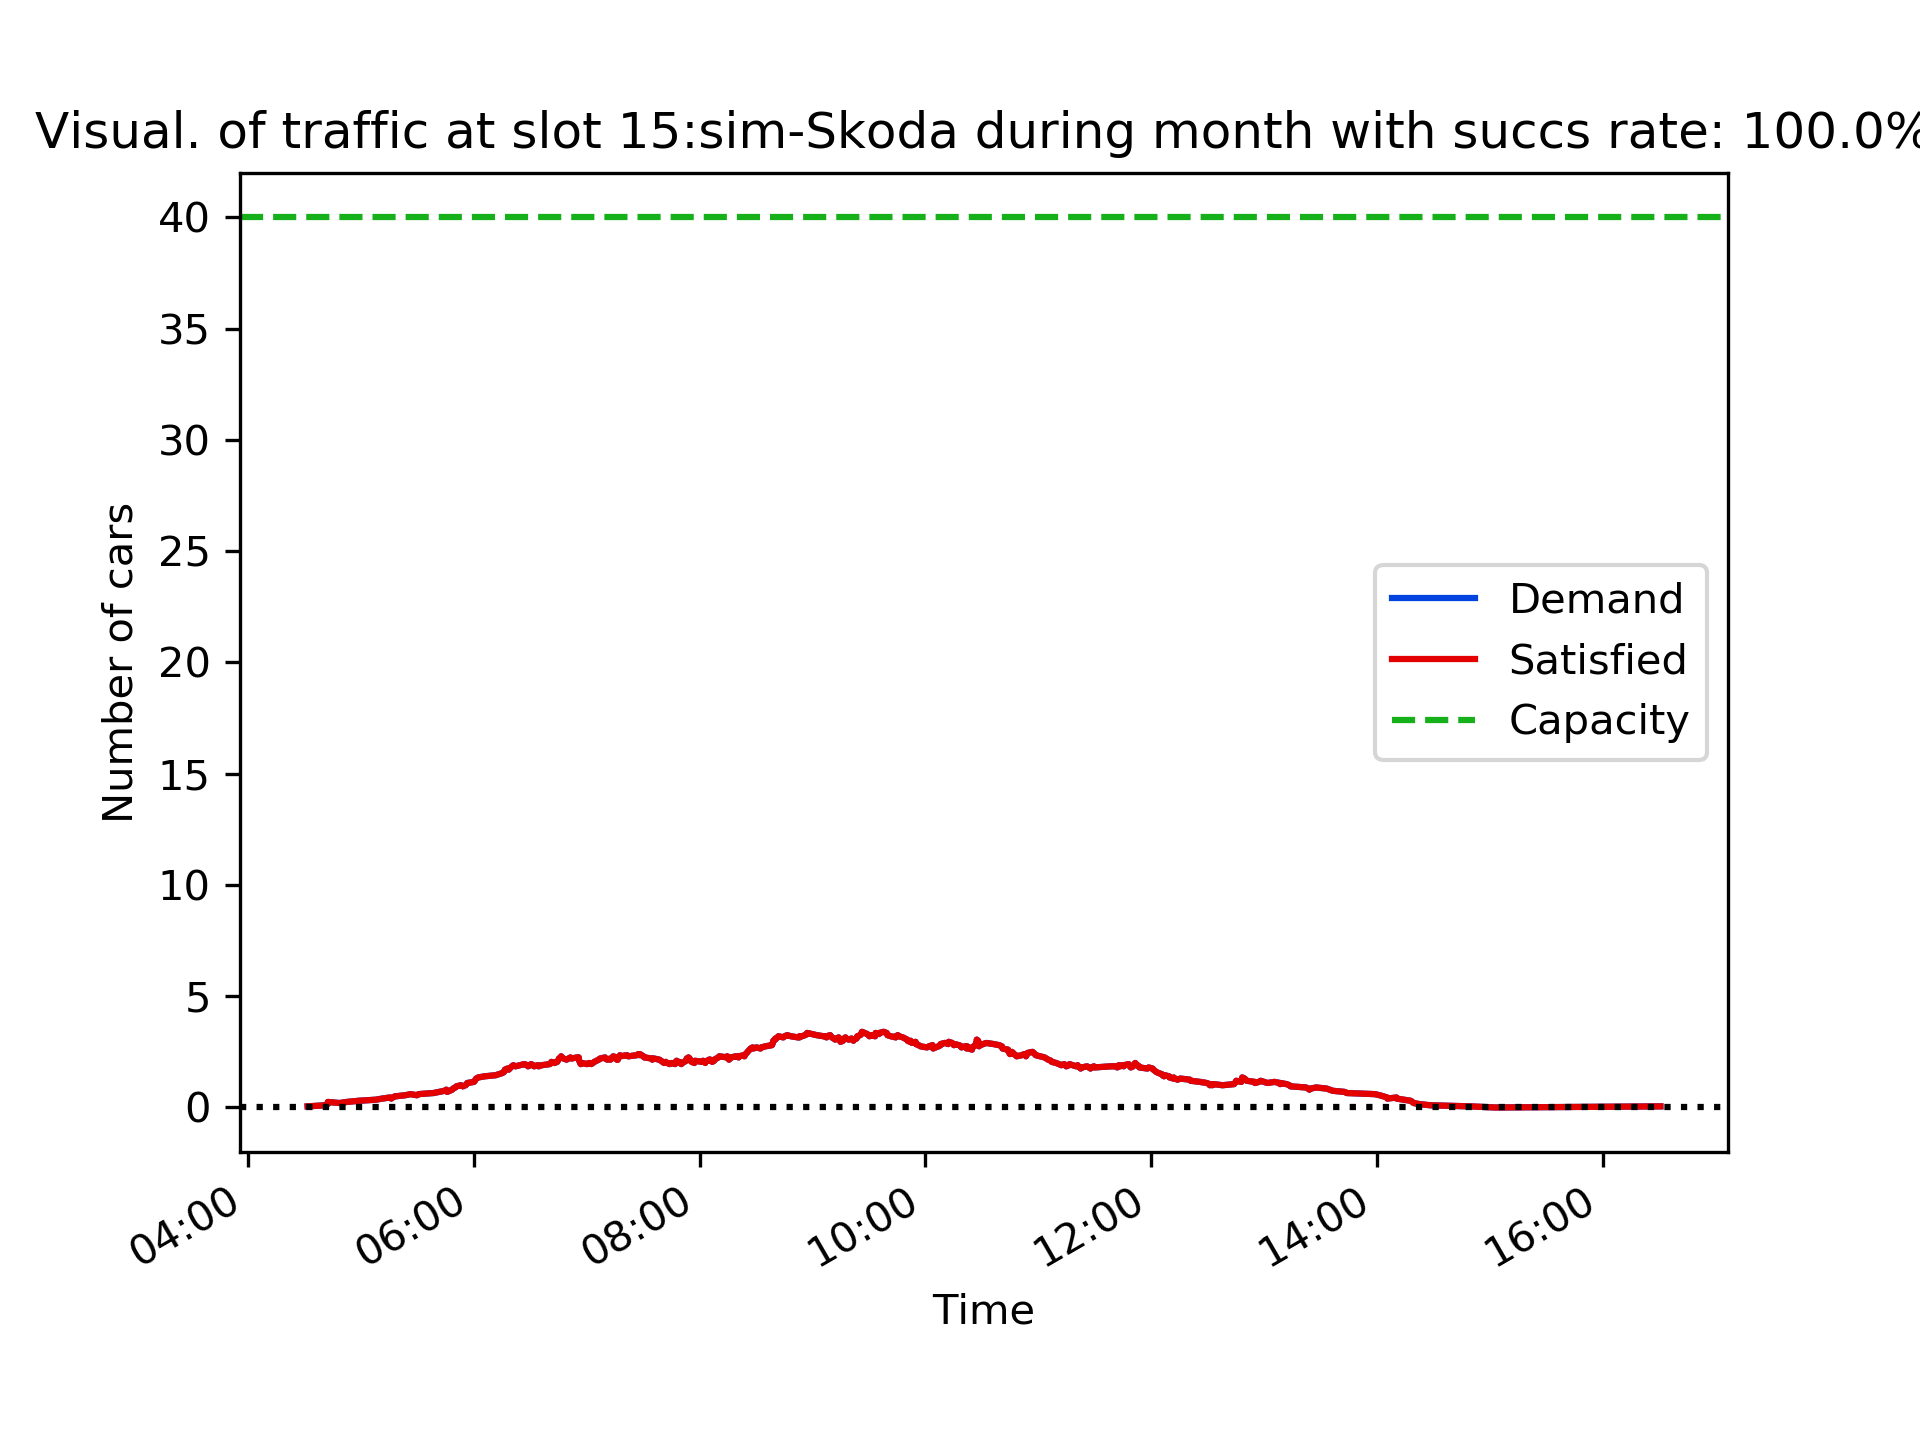 Visual. of traffic at slot 15:sim-Skoda during month with succs rate: 100.0%
40
35
30
25
20
15
10
5
0
Number of cars
Demand
Satisfied
Capacity
04:00
06:00
08:00
10:00
12:00
14:00
16:00
Time